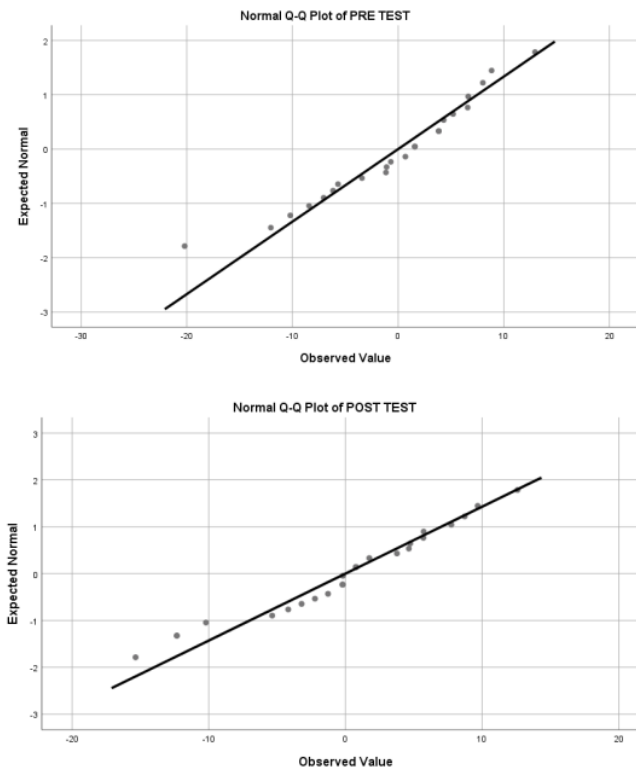 Normal Q-Q Plot of PRE TEST
2
1
0
-1
-2
-3
Expected Normal
-30 -20 -10 0 10 20
Observed Value
Normal Q-Q Plot of POST TEST
3
2
1
0
-1
-2
-3
Expected Normal
-20 -10 0 10 20
Observed Value